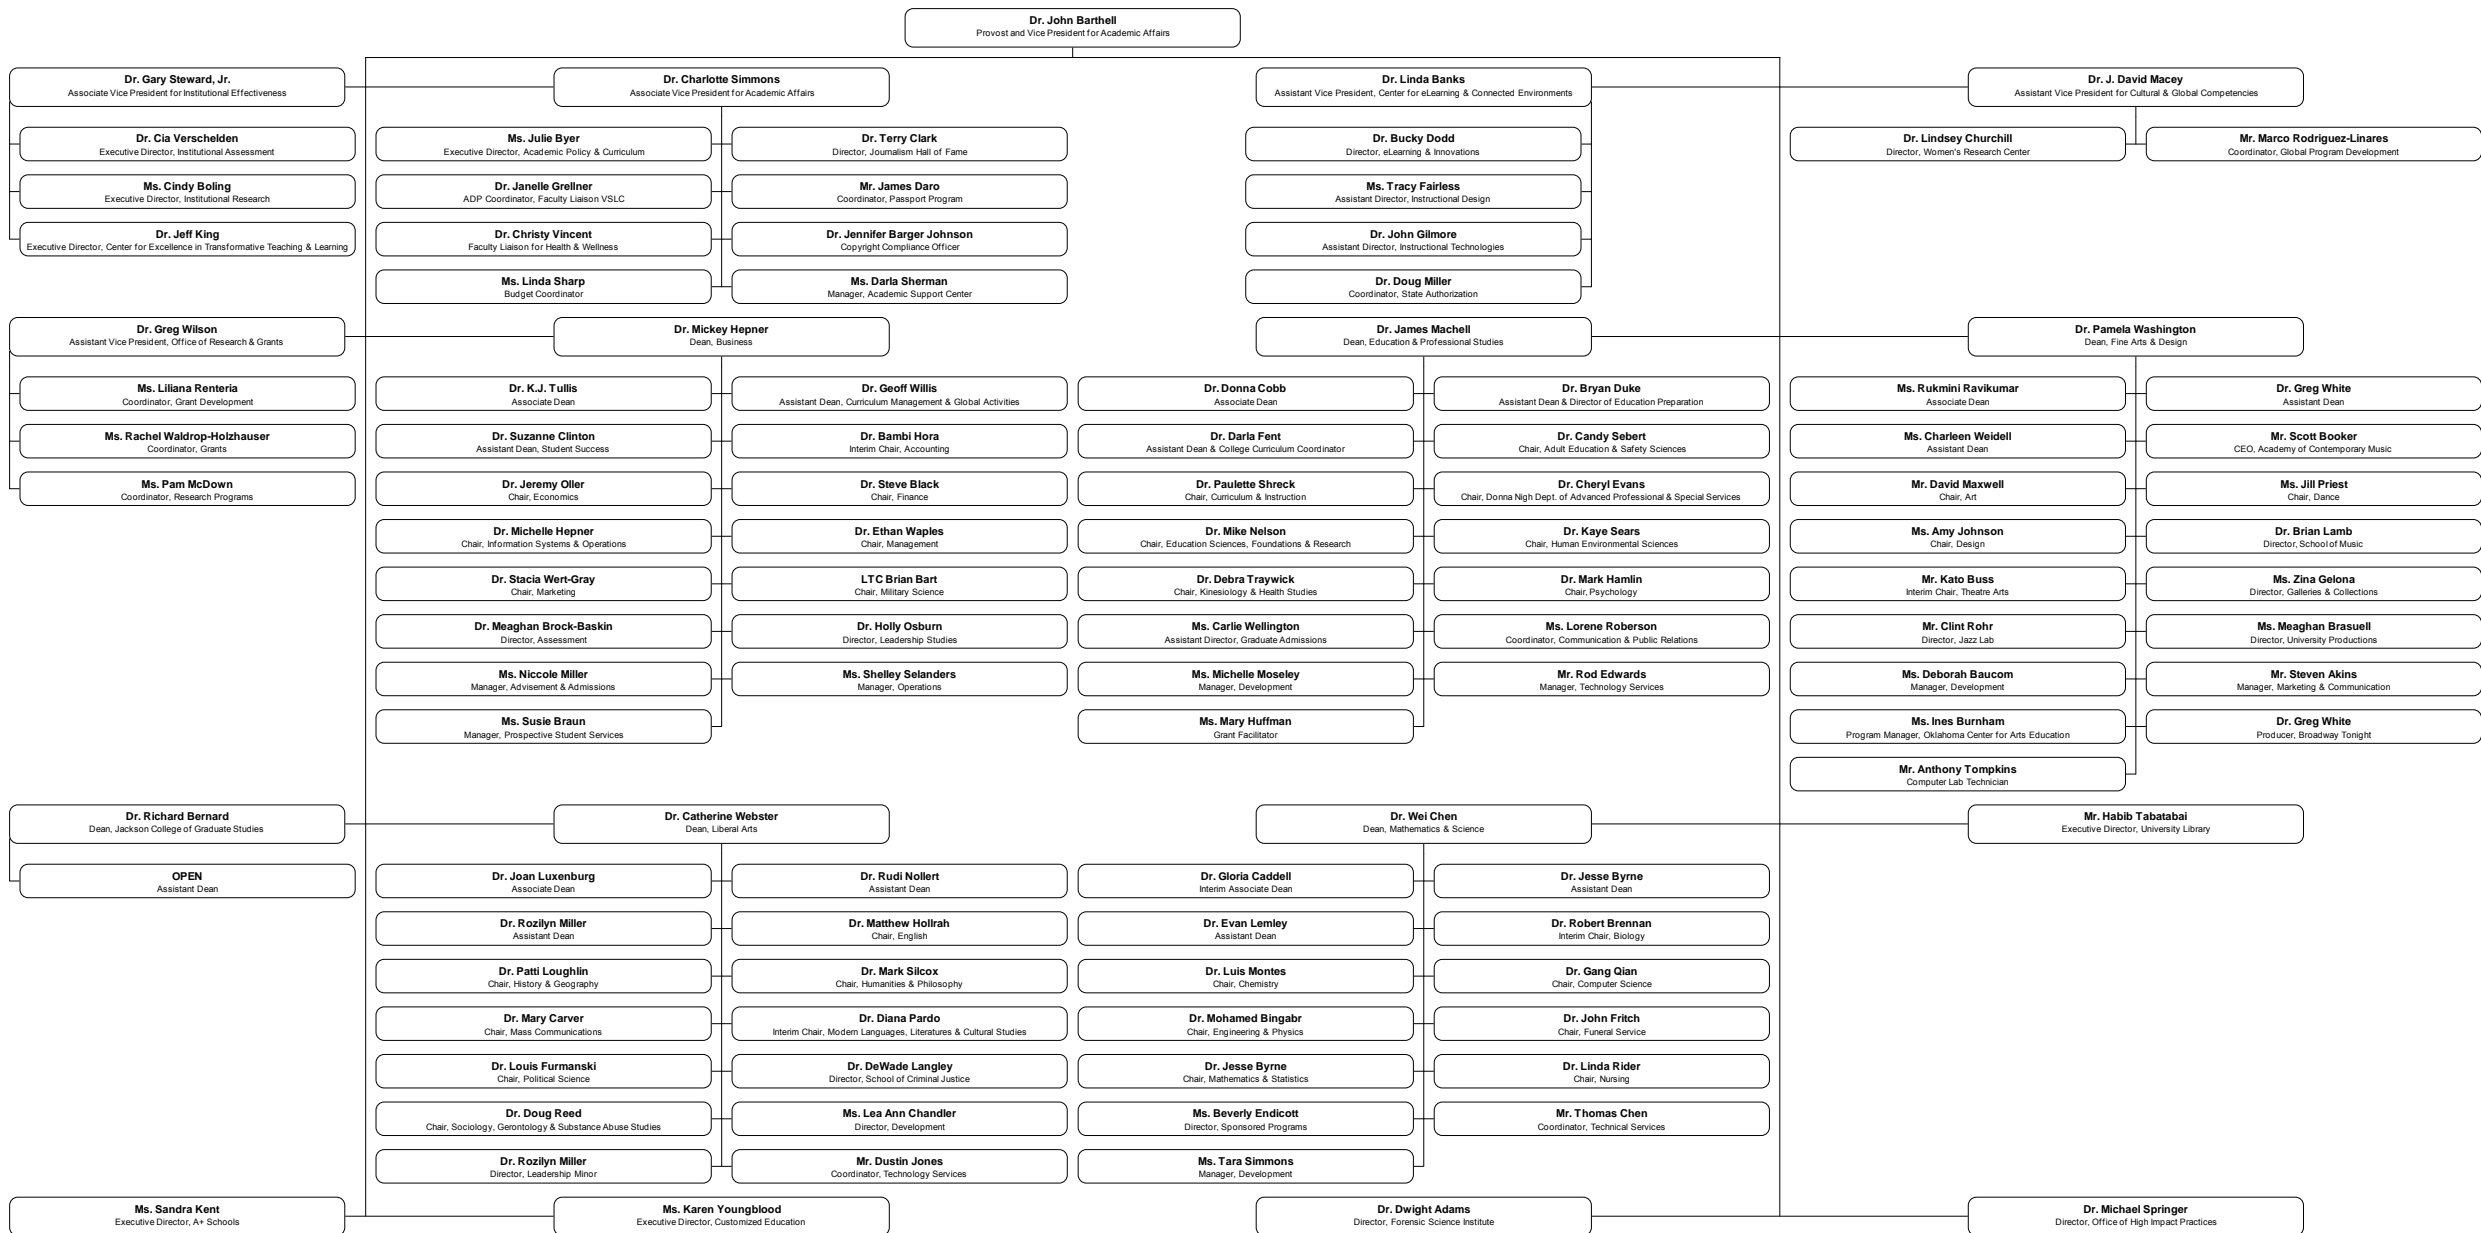 Dr. John Barthell
Provost and Vice President for Academic Affairs
Dr. Gary Steward, Jr.
Associate Vice President for Institutional Effectiveness
Dr. Charlotte Simmons
Associate Vice President for Academic Affairs
Dr. Linda Banks
Assistant Vice President, Center for eLearning & Connected Environments
Dr. J. David Macey
Assistant Vice President for Cultural & Global Competencies
Dr. Cia Verschelden
Executive Director, Institutional Assessment
Ms. Cindy Boling
Executive Director, Institutional Research
Dr. Jeff King
Executive Director, Center for Excellence in Transformative Teaching & Learning
Ms. Julie Byer
Executive Director, Academic Policy & Curriculum
Dr. Terry Clark
Director, Journalism Hall of Fame
Dr. Janelle Grellner
ADP Coordinator, Faculty Liaison VSLC
Mr. James Daro
Coordinator, Passport Program
Dr. Christy Vincent
Faculty Liaison for Health & Wellness
Dr. Jennifer Barger Johnson
Copyright Compliance Officer
Ms. Linda Sharp
Budget Coordinator
Ms. Darla Sherman
Manager, Academic Support Center
Dr. Bucky Dodd
Director, eLearning & Innovations
Ms. Tracy Fairless
Assistant Director, Instructional Design
Dr. John Gilmore
Assistant Director, Instructional Technologies
Dr. Doug Miller
Coordinator, State Authorization
Dr. Lindsey Churchill
Director, Women's Research Center
Mr. Marco Rodriguez-Linares
Coordinator, Global Program Development
Dr. Greg Wilson
Assistant Vice President, Office of Research & Grants
Dr. Mickey Hepner
Dean, Business
Dr. James Machell
Dean, Education & Professional Studies
Dr. Pamela Washington
Dean, Fine Arts & Design
Ms. Liliana Renteria
Coordinator, Grant Development
Ms. Rachel Waldrop-Holzhauser
Coordinator, Grants
Ms. Pam McDown
Coordinator, Research Programs
Dr. K.J. Tullis
Associate Dean
Dr. Geoff Willis
Assistant Dean, Curriculum Management & Global Activities
Dr. Suzanne Clinton
Assistant Dean, Student Success
Dr. Bambi Hora
Interim Chair, Accounting
Dr. Jeremy Oller
Chair, Economics
Dr. Steve Black
Chair, Finance
Dr. Michelle Hepner
Chair, Information Systems & Operations
Dr. Ethan Waples
Chair, Management
Dr. Stacia Wert-Gray
Chair, Marketing
LTC Brian Bart
Chair, Military Science
Dr. Meaghan Brock-Baskin
Director, Assessment
Dr. Holly Osburn
Director, Leadership Studies
Ms. Niccole Miller
Manager, Advisement & Admissions
Ms. Shelley Selanders
Manager, Operations
Ms. Susie Braun
Manager, Prospective Student Services
Dr. Donna Cobb
Associate Dean
Dr. Bryan Duke
Assistant Dean & Director of Education Preparation
Dr. Darla Fent
Assistant Dean & College Curriculum Coordinator
Dr. Candy Sebert
Chair, Adult Education & Safety Sciences
Dr. Paulette Shreck
Chair, Curriculum & Instruction
Dr. Cheryl Evans
Chair, Donna Nigh Dept. of Advanced Professional & Special Services
Dr. Mike Nelson
Chair, Education Sciences, Foundations & Research
Dr. Kaye Sears
Chair, Human Environmental Sciences
Dr. Debra Traywick
Chair, Kinesiology & Health Studies
Dr. Mark Hamlin
Chair, Psychology
Ms. Carlie Wellington
Assistant Director, Graduate Admissions
Ms. Lorene Roberson
Coordinator, Communication & Public Relations
Ms. Michelle Moseley
Manager, Development
Mr. Rod Edwards
Manager, Technology Services
Ms. Mary Huffman
Grant Facilitator
Ms. Rukmini Ravikumar
Associate Dean
Dr. Greg White
Assistant Dean
Ms. Charleen Weidell
Assistant Dean
Mr. Scott Booker
CEO, Academy of Contemporary Music
Mr. David Maxwell
Chair, Art
Ms. Jill Priest
Chair, Dance
Ms. Amy Johnson
Chair, Design
Dr. Brian Lamb
Director, School of Music
Mr. Kato Buss
Interim Chair, Theatre Arts
Ms. Zina Gelona
Director, Galleries & Collections
Mr. Clint Rohr
Director, Jazz Lab
Ms. Meaghan Brasuell
Director, University Productions
Ms. Deborah Baucom
Manager, Development
Mr. Steven Akins
Manager, Marketing & Communication
Ms. Ines Burnham
Program Manager, Oklahoma Center for Arts Education
Dr. Greg White
Producer, Broadway Tonight
Mr. Anthony Tompkins
Computer Lab Technician
Dr. Richard Bernard
Dean, Jackson College of Graduate Studies
Dr. Catherine Webster
Dean, Liberal Arts
Dr. Wei Chen
Dean, Mathematics & Science
Mr. Habib Tabatabai
Executive Director, University Library
OPEN
Assistant Dean
Dr. Joan Luxenburg
Associate Dean
Dr. Rudi Nollert
Assistant Dean
Dr. Rozilyn Miller
Assistant Dean
Dr. Matthew Hollrah
Chair, English
Dr. Patti Loughlin
Chair, History & Geography
Dr. Mark Silcox
Chair, Humanities & Philosophy
Dr. Mary Carver
Chair, Mass Communications
Dr. Diana Pardo
Interim Chair, Modern Languages, Literatures & Cultural Studies
Dr. Louis Furmanski
Chair, Political Science
Dr. DeWade Langley
Director, School of Criminal Justice
Dr. Doug Reed
Chair, Sociology, Gerontology & Substance Abuse Studies
Ms. Lea Ann Chandler
Director, Development
Dr. Rozilyn Miller
Director, Leadership Minor
Mr. Dustin Jones
Coordinator, Technology Services
Dr. Gloria Caddell
Interim Associate Dean
Dr. Jesse Byrne
Assistant Dean
Dr. Evan Lemley
Assistant Dean
Dr. Robert Brennan
Interim Chair, Biology
Dr. Luis Montes
Chair, Chemistry
Dr. Gang Qian
Chair, Computer Science
Dr. Mohamed Bingabr
Chair, Engineering & Physics
Dr. John Fritch
Chair, Funeral Service
Dr. Jesse Byrne
Chair, Mathematics & Statistics
Dr. Linda Rider
Chair, Nursing
Ms. Beverly Endicott
Director, Sponsored Programs
Mr. Thomas Chen
Coordinator, Technical Services
Ms. Tara Simmons
Manager, Development
Ms. Sandra Kent
Executive Director, A+ Schools
Ms. Karen Youngblood
Executive Director, Customized Education
Dr. Dwight Adams
Director, Forensic Science Institute
Dr. Michael Springer
Director, Office of High Impact Practices